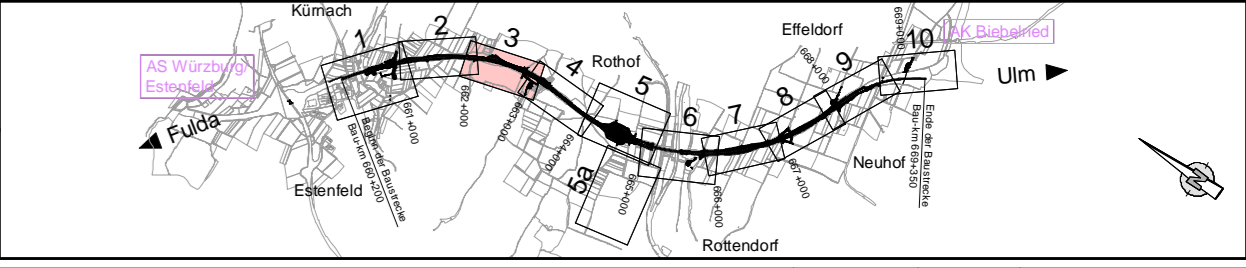 Kürnach
AS Würzburg/
Estenfeld
Fulda
Estenfeld
Beginn der Baustrecke
Bau-km 660+200
1
661+000
2
662+000
3
663+000
4
664+000
Rothof
5
5a
665+000
6
666+000
Rottendorf
7
8
667+000
Effeldorf
668+000
9
Neuhof
669+000
10
AK Biebelried
Ende der Baustrecke
Bau-km 669+350
Ulm